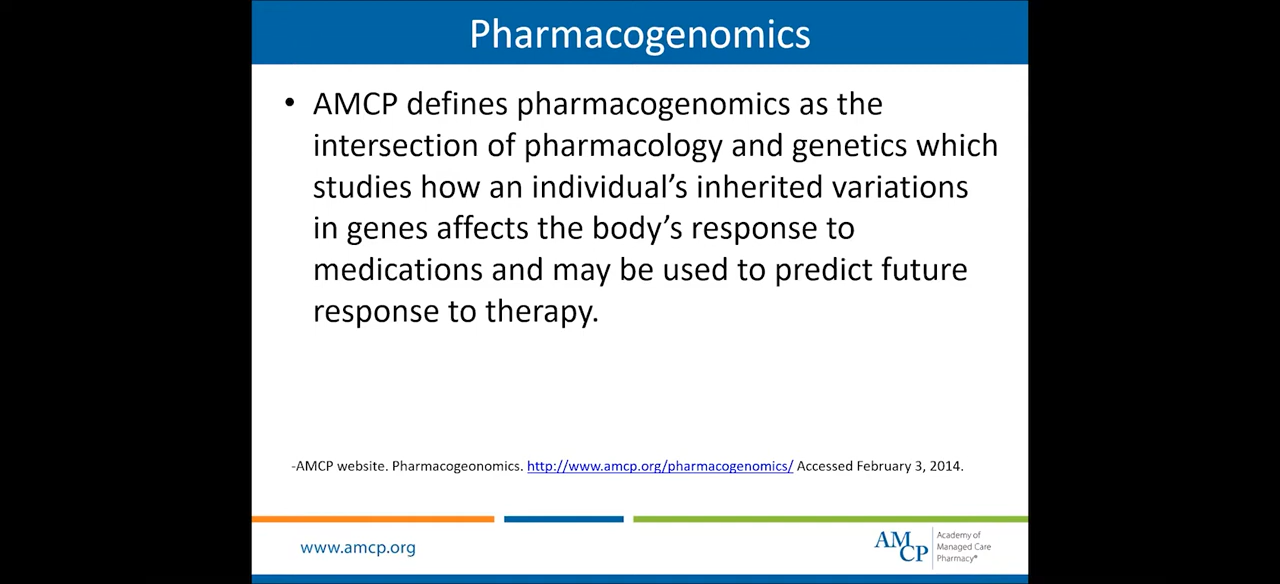 Pharmacogenomics
• AMCP defines pharmacogenomics as the
intersection of pharmacology and genetics which
studies how an individual’s inherited variations
in genes affects the body’s response to
medications and may be used to predict future
response to therapy.
-AMCP website. Pharmacogeonomics. http://www.amcp.org/pharmacogenomics/ Accessed February 3, 2014.
www.amcp.org
AMCP
Academy of
Managed Care
Pharmacy®